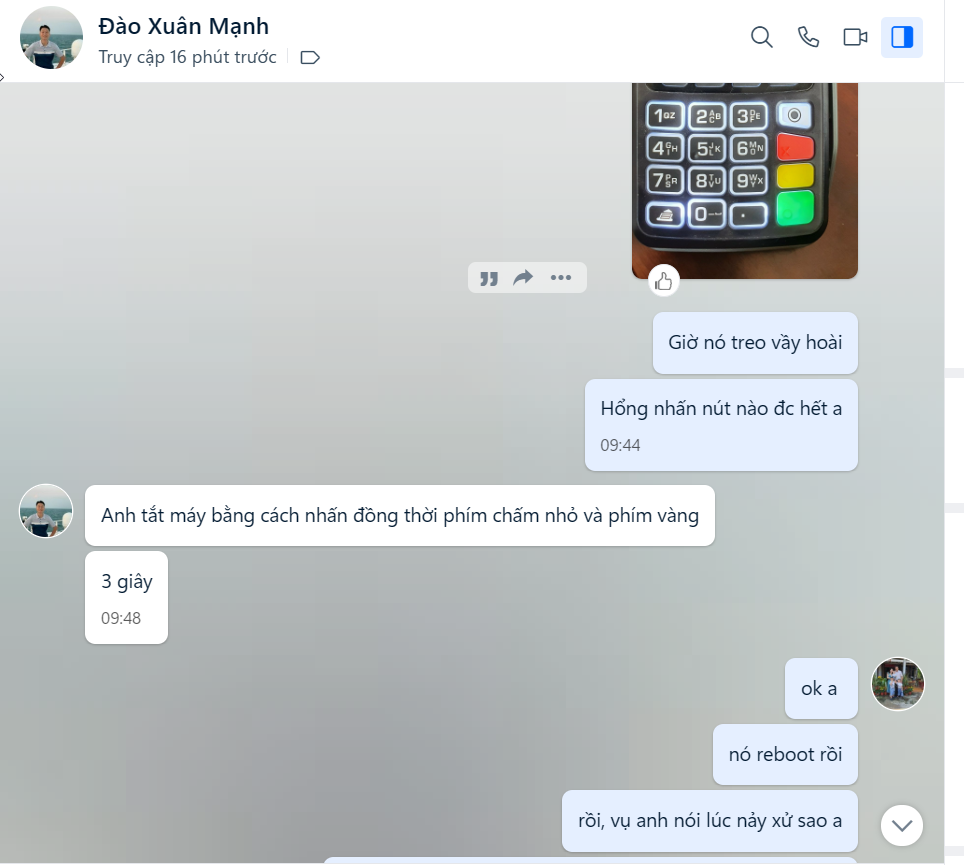 Đào Xuân Mạnh
Truy cập 16 phút trước
1 QZ 2 ABC 3 DEF
4 GHI 5 JKL 6 MNO
7 PRS 8 TUV 9 WXY
0 .
Giờ nó treo vầy hoài
Hổng nhấn nút nào đc hết a
09:44
Anh tắt máy bằng cách nhấn đồng thời phím chấm nhỏ và phím vàng
3 giây
09:48
ok a
nó reboot rồi
rồi, vụ anh nói lúc nảy xử sao a